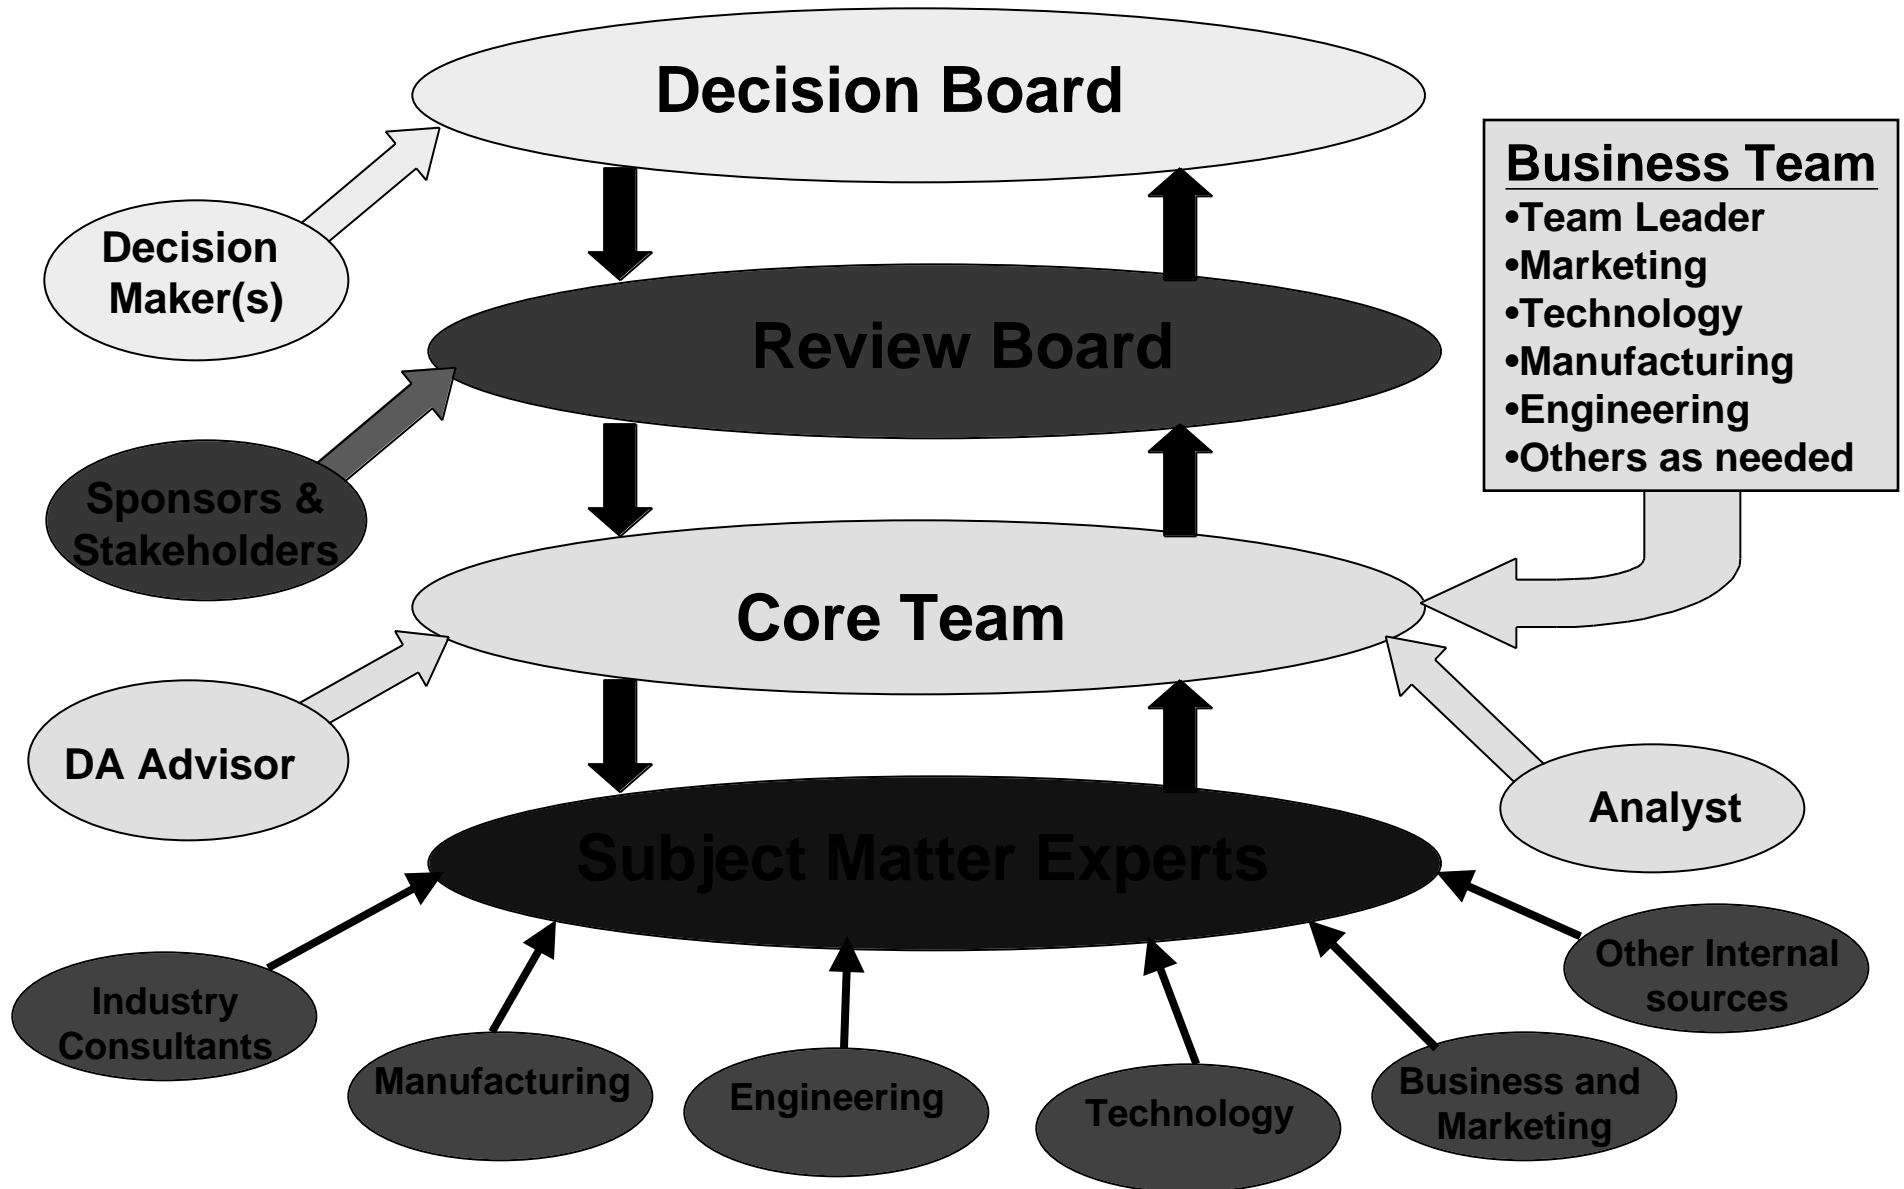 Decision Board
Business Team
•Team Leader
•Marketing
•Technology
•Manufacturing
•Engineering
•Others as needed
Decision
Maker(s)
Review Board
Sponsors &
Stakeholders
Core Team
DA Advisor
Analyst
Subject Matter Experts
Industry
Consultants
Manufacturing
Engineering
Technology
Business and
Marketing
Other Internal
sources